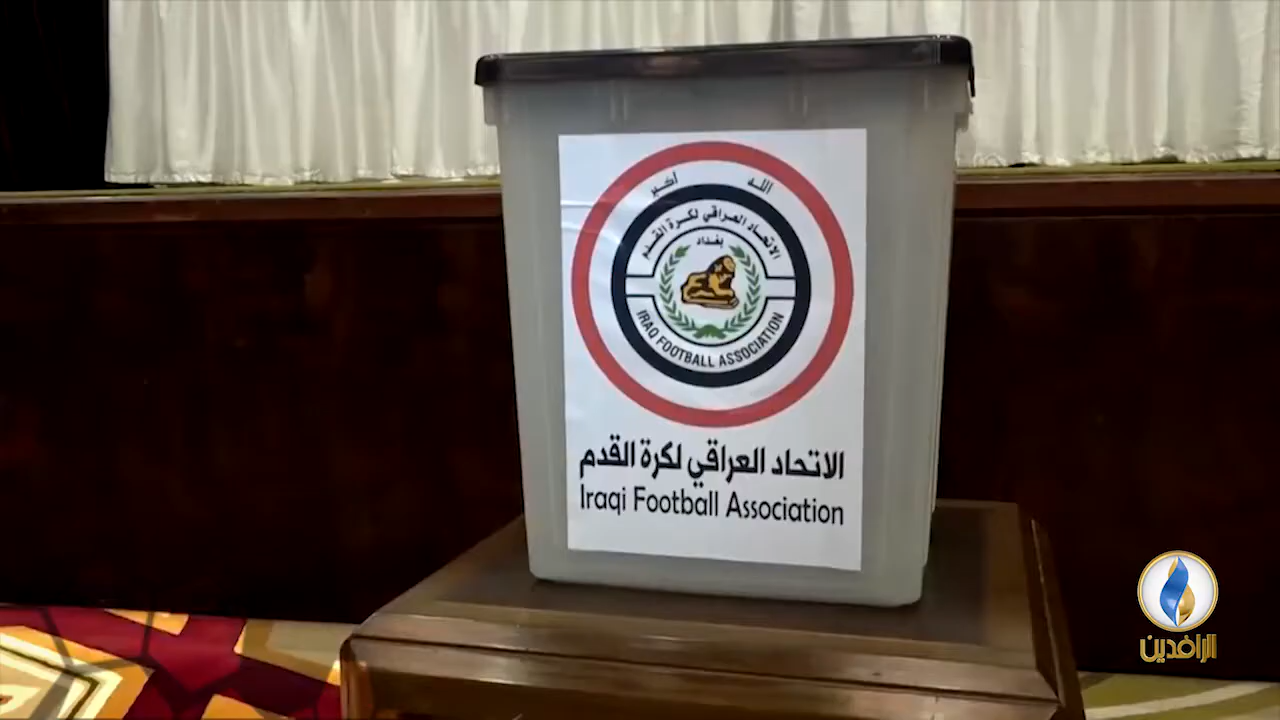 الله أكبر
الاتحاد العراقي لكرة القدم
بغداد
IRAQ FOOTBALL ASSOCIATION
الاتحاد العراقي لكرة القدم
Iraqi Football Association
الرافدين